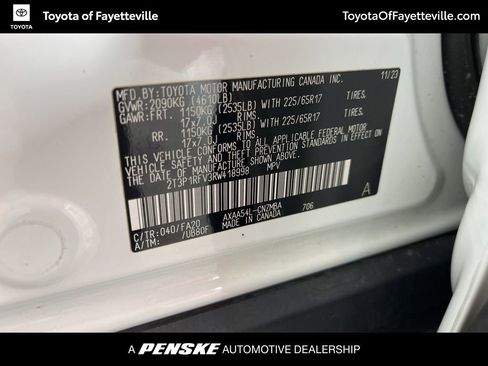 TOYOTA
Toyota of Fayetteville
ToyotaOfFayetteville.com
MFD. BY: TOYOTA MOTOR MANUFACTURING CANADA INC.
11/23
GVWR: 2090KG (4610LB)
GAWR: FRT. 1150KG (2535LB) WITH 225/65R17 TIRES,
17x7.0J RIMS,
RR. 1150KG (2535LB) WITH 225/65R17 TIRES,
17x7.0J RIMS,
THIS VEHICLE CONFORMS TO ALL APPLICABLE FEDERAL MOTOR
VEHICLE SAFETY AND THEFT PREVENTION STANDARDS IN EFFECT ON
THE DATE OF MANUFACTURE SHOWN ABOVE.
2T3P1RFV3RW418998 MPV
A
C/TR: 040/FA20 AXAA54L-CNZMBA 706
A/TM: /UB80F MADE IN CANADA
A PENSKE AUTOMOTIVE DEALERSHIP